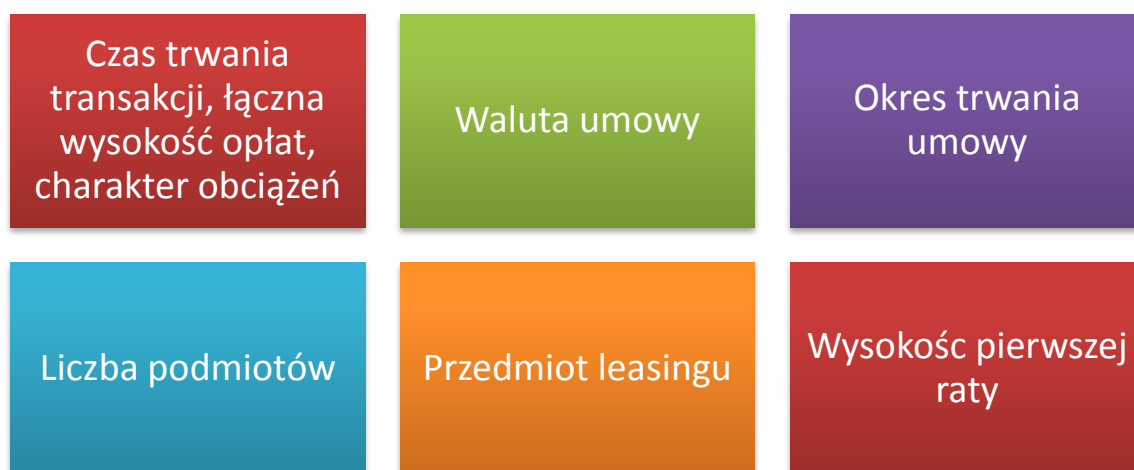 Czas trwania
transakcji, łączna
wysokość opłat,
charakter obciążeń
Waluta umowy
Okres trwania
umowy
Liczba podmiotów
Przedmiot leasingu
Wysokośc pierwszej
raty